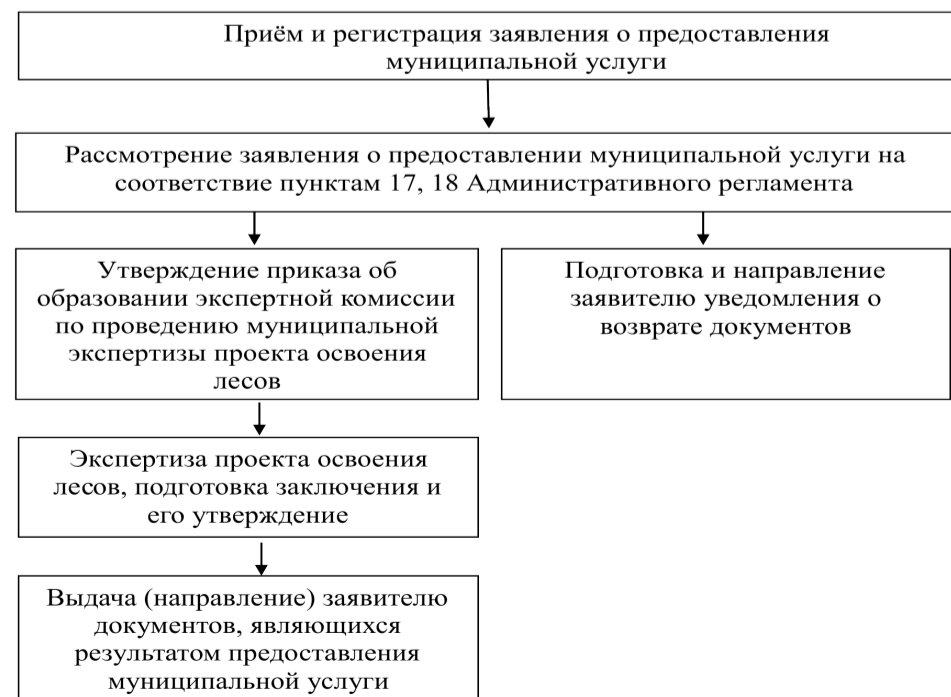 Приём и регистрация заявления о предоставления
муниципальной услуги
Рассмотрение заявления о предоставлении муниципальной услуги на
соответствие пунктам 17, 18 Административного регламента
Утверждение приказа об
образовании экспертной комиссии
по проведению муниципальной
экспертизы проекта освоения
лесов
Подготовка и направление
заявителю уведомления о
возврате документов
Экспертиза проекта освоения
лесов, подготовка заключения и
его утверждение
Выдача (направление) заявителю
документов, являющихся
результатом предоставления
муниципальной услуги